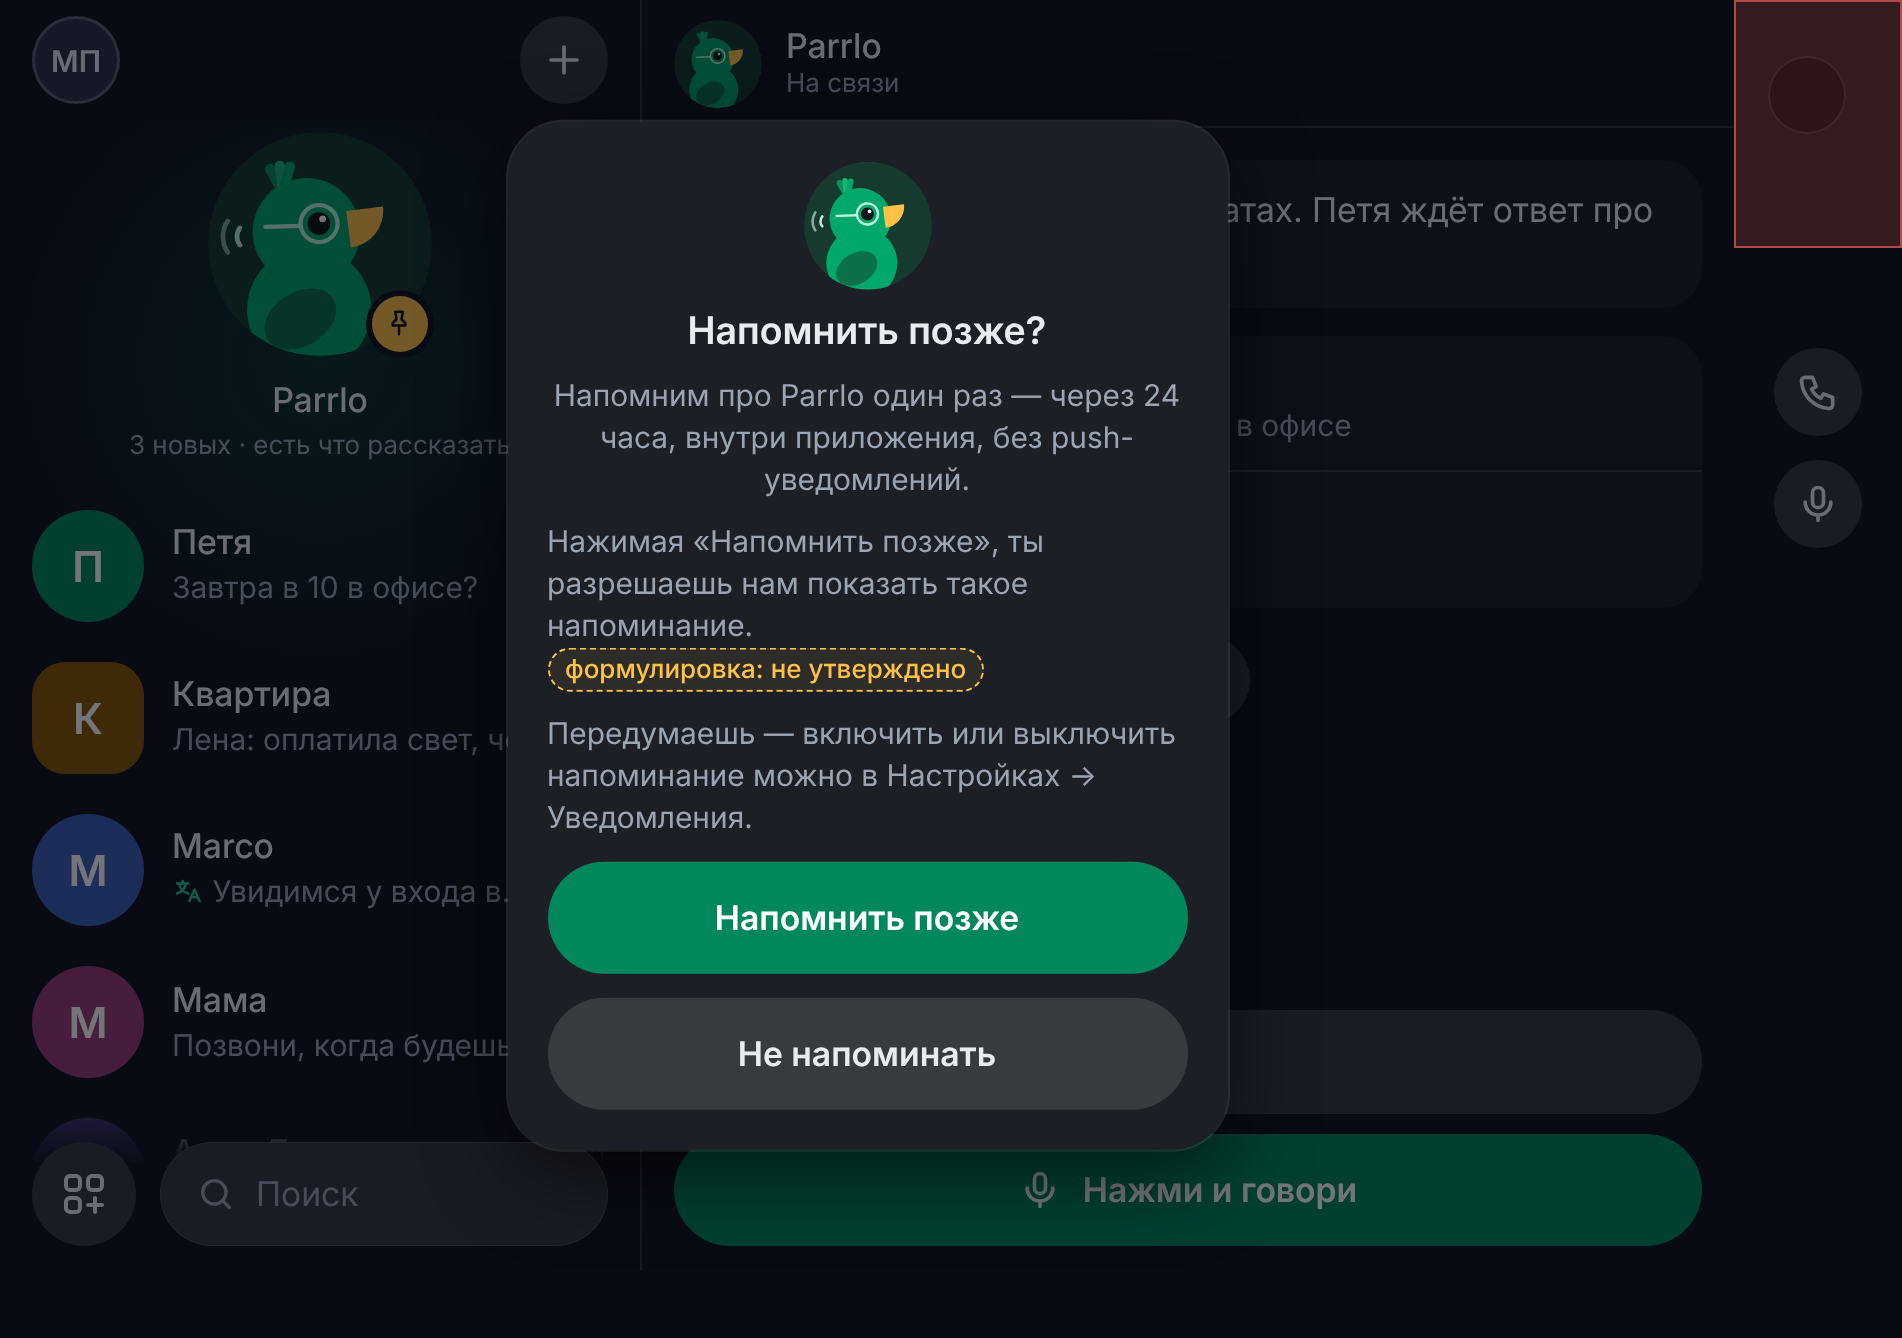 МП
Parrlo
На связи
Parrlo
3 новых · есть что рассказать
П
Петя
Завтра в 10 в офисе?
К
Квартира
Лена: оплатила свет,
М
Marco
Увидимся у входа в.
М
Мама
Позвони, когда будешь
Поиск
атах. Петя ждёт ответ про
в офисе
Напомнить позже?
Напомним про Parrlo один раз — через 24
часа, внутри приложения, без push-
уведомлений.
Нажимая «Напомнить позже», ты
разрешаешь нам показать такое
напоминание.
формулировка: не утверждено
Передумаешь — включить или выключить
напоминание можно в Настройках →
Уведомления.
Напомнить позже
Не напоминать
Нажми и говори